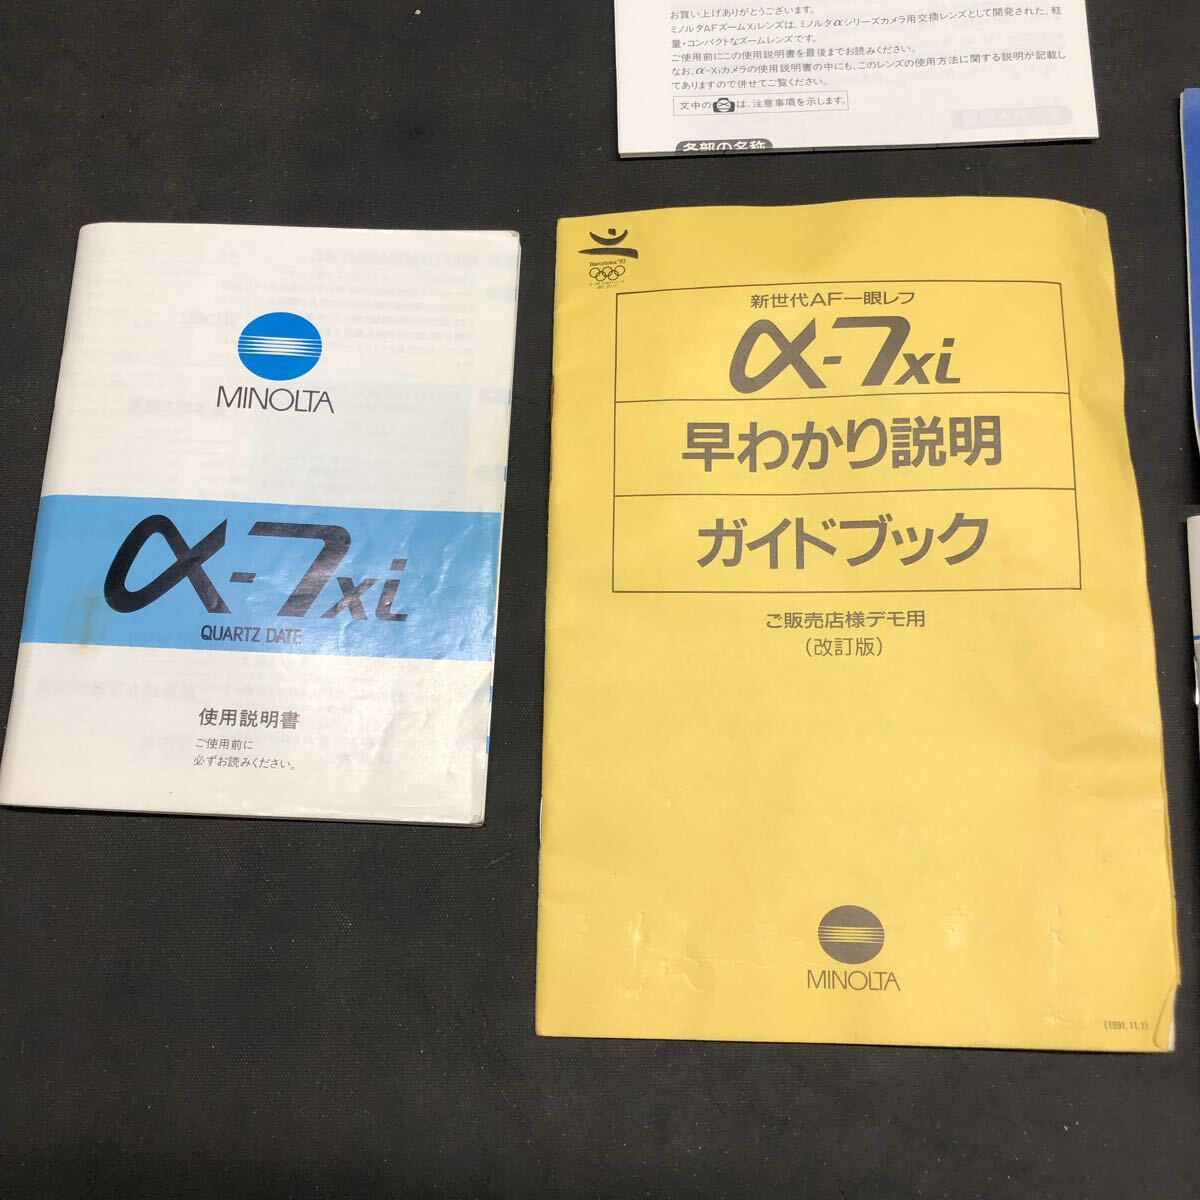 お買い上げありがとうございます。
ミノルタAFズームXiレンズは、ミノルタαシリーズカメラ用交換レンズとして開発された、軽
量・コンパクトなズームレンズです。
ご使用前にこの使用説明書を最後までお読みください。
なお、α-Xiカメラの使用説明書の中にも、このレンズの使用方法に関する説明が記載し
てありますので併せてご覧ください。
文中のは、注意事項を示します。
各部の名称
MINOLTA
α-7xi
QUARTZ DATE
使用説明書
ご使用前に
必ずお読みください。
Barcelona'92
新世代AF一眼レフ
α-7xi
早わかり説明
ガイドブック
ご販売店様デモ用
(改訂版)
MINOLTA
(1991.11.1)